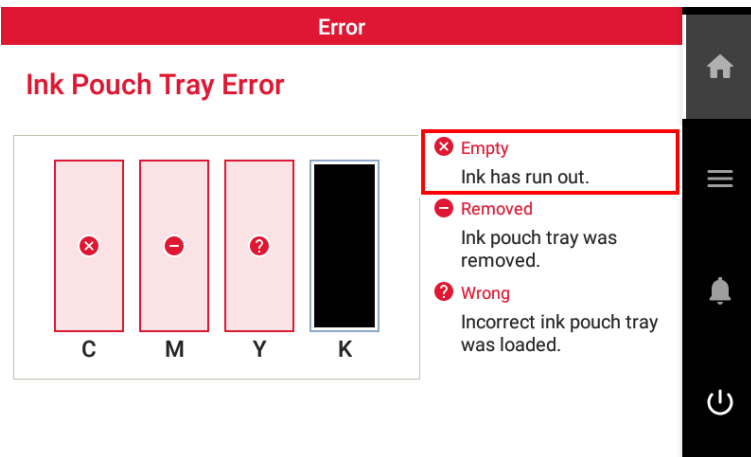 Error
Ink Pouch Tray Error
C M Y K
Empty
Ink has run out.
Removed
Ink pouch tray was
removed.
Wrong
Incorrect ink pouch tray
was loaded.